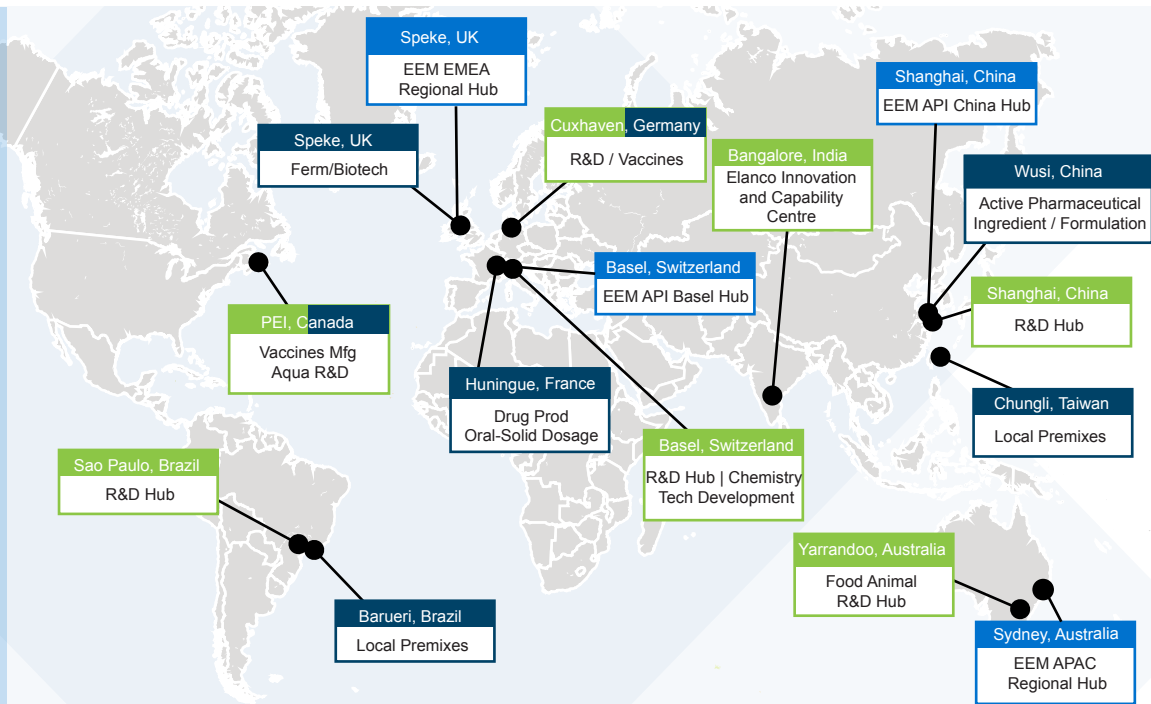 Speke, UK
EEM EMEA
Regional Hub
Speke, UK
Ferm/Biotech
Cuxhaven, Germany
R&D / Vaccines
Bangalore, India
Elanco Innovation
and Capability
Centre
Shanghai, China
EEM API China Hub
Wusi, China
Active Pharmaceutical
Ingredient / Formulation
Basel, Switzerland
EEM API Basel Hub
Shanghai, China
R&D Hub
PEI, Canada
Vaccines Mfg
Aqua R&D
Huningue, France
Drug Prod
Oral-Solid Dosage
Chungli, Taiwan
Local Premixes
Basel, Switzerland
R&D Hub | Chemistry
Tech Development
Sao Paulo, Brazil
R&D Hub
Yarrandoo, Australia
Food Animal
R&D Hub
Barueri, Brazil
Local Premixes
Sydney, Australia
EEM APAC
Regional Hub